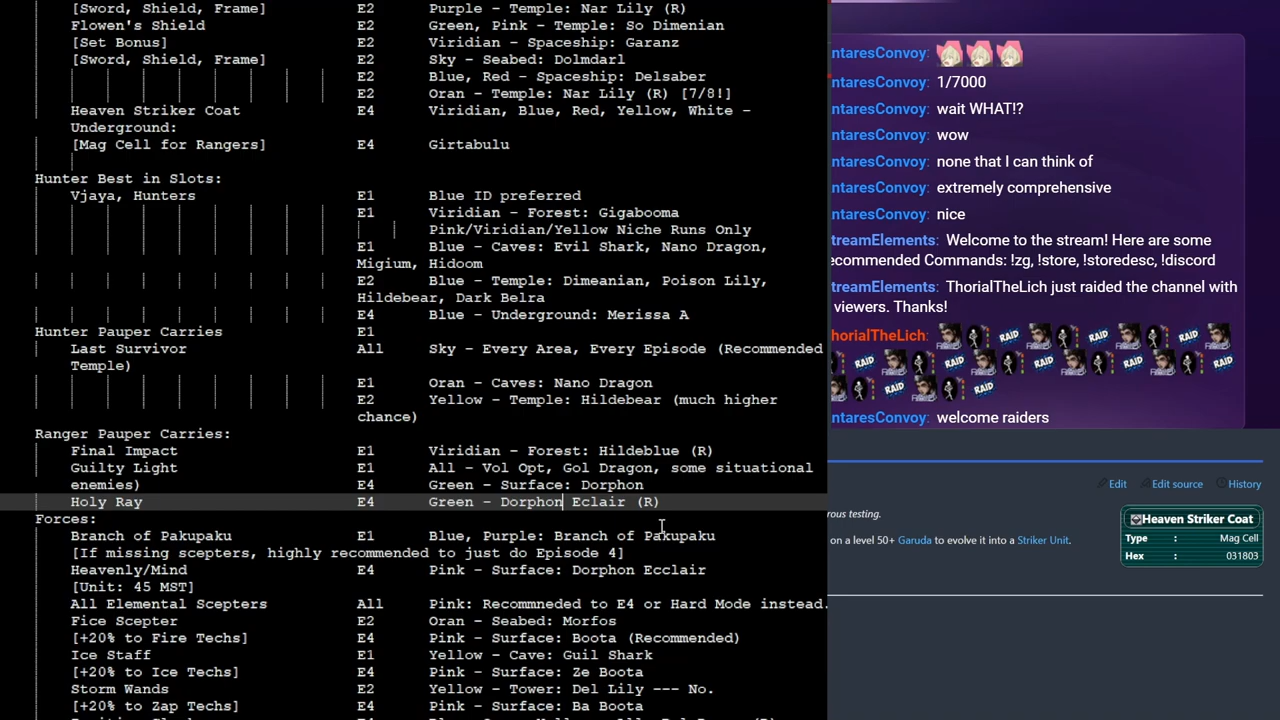 [Sword, Shield, Frame] E2 Purple - Temple: Nar Lily (R)
Flowen's Shield E2 Green, Pink - Temple: So Dimenian
[Set Bonus] E2 Viridian - Spaceship: Garanz
[Sword, Shield, Frame] E2 Sky - Seabed: Dolmdarl
E2 Blue, Red - Spaceship: Delsaber
E2 Oran - Temple: Nar Lily (R) [7/8!]
Heaven Striker Coat E4 Viridian, Blue, Red, Yellow, White -
Underground:
[Mag Cell for Rangers] E4 Girtabulu
Hunter Best in Slots:
Vjaya, Hunters E1 Blue ID preferred
E1 Viridian - Forest: Gigabooma
Pink/Viridian/Yellow Niche Runs Only
E1 Blue - Caves: Evil Shark, Nano Dragon,
Migium, Hidoom
E2 Blue - Temple: Dimeanian, Poison Lily,
Hildebear, Dark Belra
E4 Blue - Underground: Merissa A
Hunter Pauper Carries E1
Last Survivor All Sky - Every Area, Every Episode (Recommended
Temple)
E1 Oran - Caves: Nano Dragon
E2 Yellow - Temple: Hildebear (much higher
chance)
Ranger Pauper Carries:
Final Impact E1 Viridian - Forest: Hildeblue (R)
Guilty Light E1 All - Vol Opt, Gol Dragon, some situational
enemies)
E4 Green - Surface: Dorphon
Holy Ray E4 Green - Dorphon Eclair (R)
Forces:
Branch of Pakupaku E1 Blue, Purple: Branch of Pakupaku
[If missing scepters, highly recommended to just do Episode 4]
Heavenly/Mind E4 Pink - Surface: Dorphon Ecclair
[Unit: 45 MST]
All Elemental Scepters All Pink: Recommneded to E4 or Hard Mode instead.
Fice Scepter E2 Oran - Seabed: Morfos
[+20% to Fire Techs] E4 Pink - Surface: Boota (Recommended)
Ice Staff E1 Yellow - Cave: Guil Shark
[+20% to Ice Techs] E4 Pink - Surface: Ze Boota
Storm Wands E2 Yellow - Tower: Del Lily --- No.
[+20% to Zap Techs] E4 Pink - Surface: Ba Boota
ntaresConvoy:
ntaresConvoy: 1/7000
ntaresConvoy: wait WHAT!?
ntaresConvoy: wow
ntaresConvoy: none that I can think of
ntaresConvoy: extremely comprehensive
ntaresConvoy: nice
treamElements: Welcome to the stream! Here are some
ecommended Commands: !zg, !store, !storedesc, !discord
treamElements: ThorialTheLich just raided the channel with
viewers. Thanks!
horialTheLich: RAID RAID RAID
RAID RAID RAID RAID
RAID RAID
ntaresConvoy: welcome raiders
Edit Edit source History
rous testing.
on a level 50+ Garuda to evolve it into a Striker Unit.
Heaven Striker Coat
Type : Mag Cell
Hex : 031803